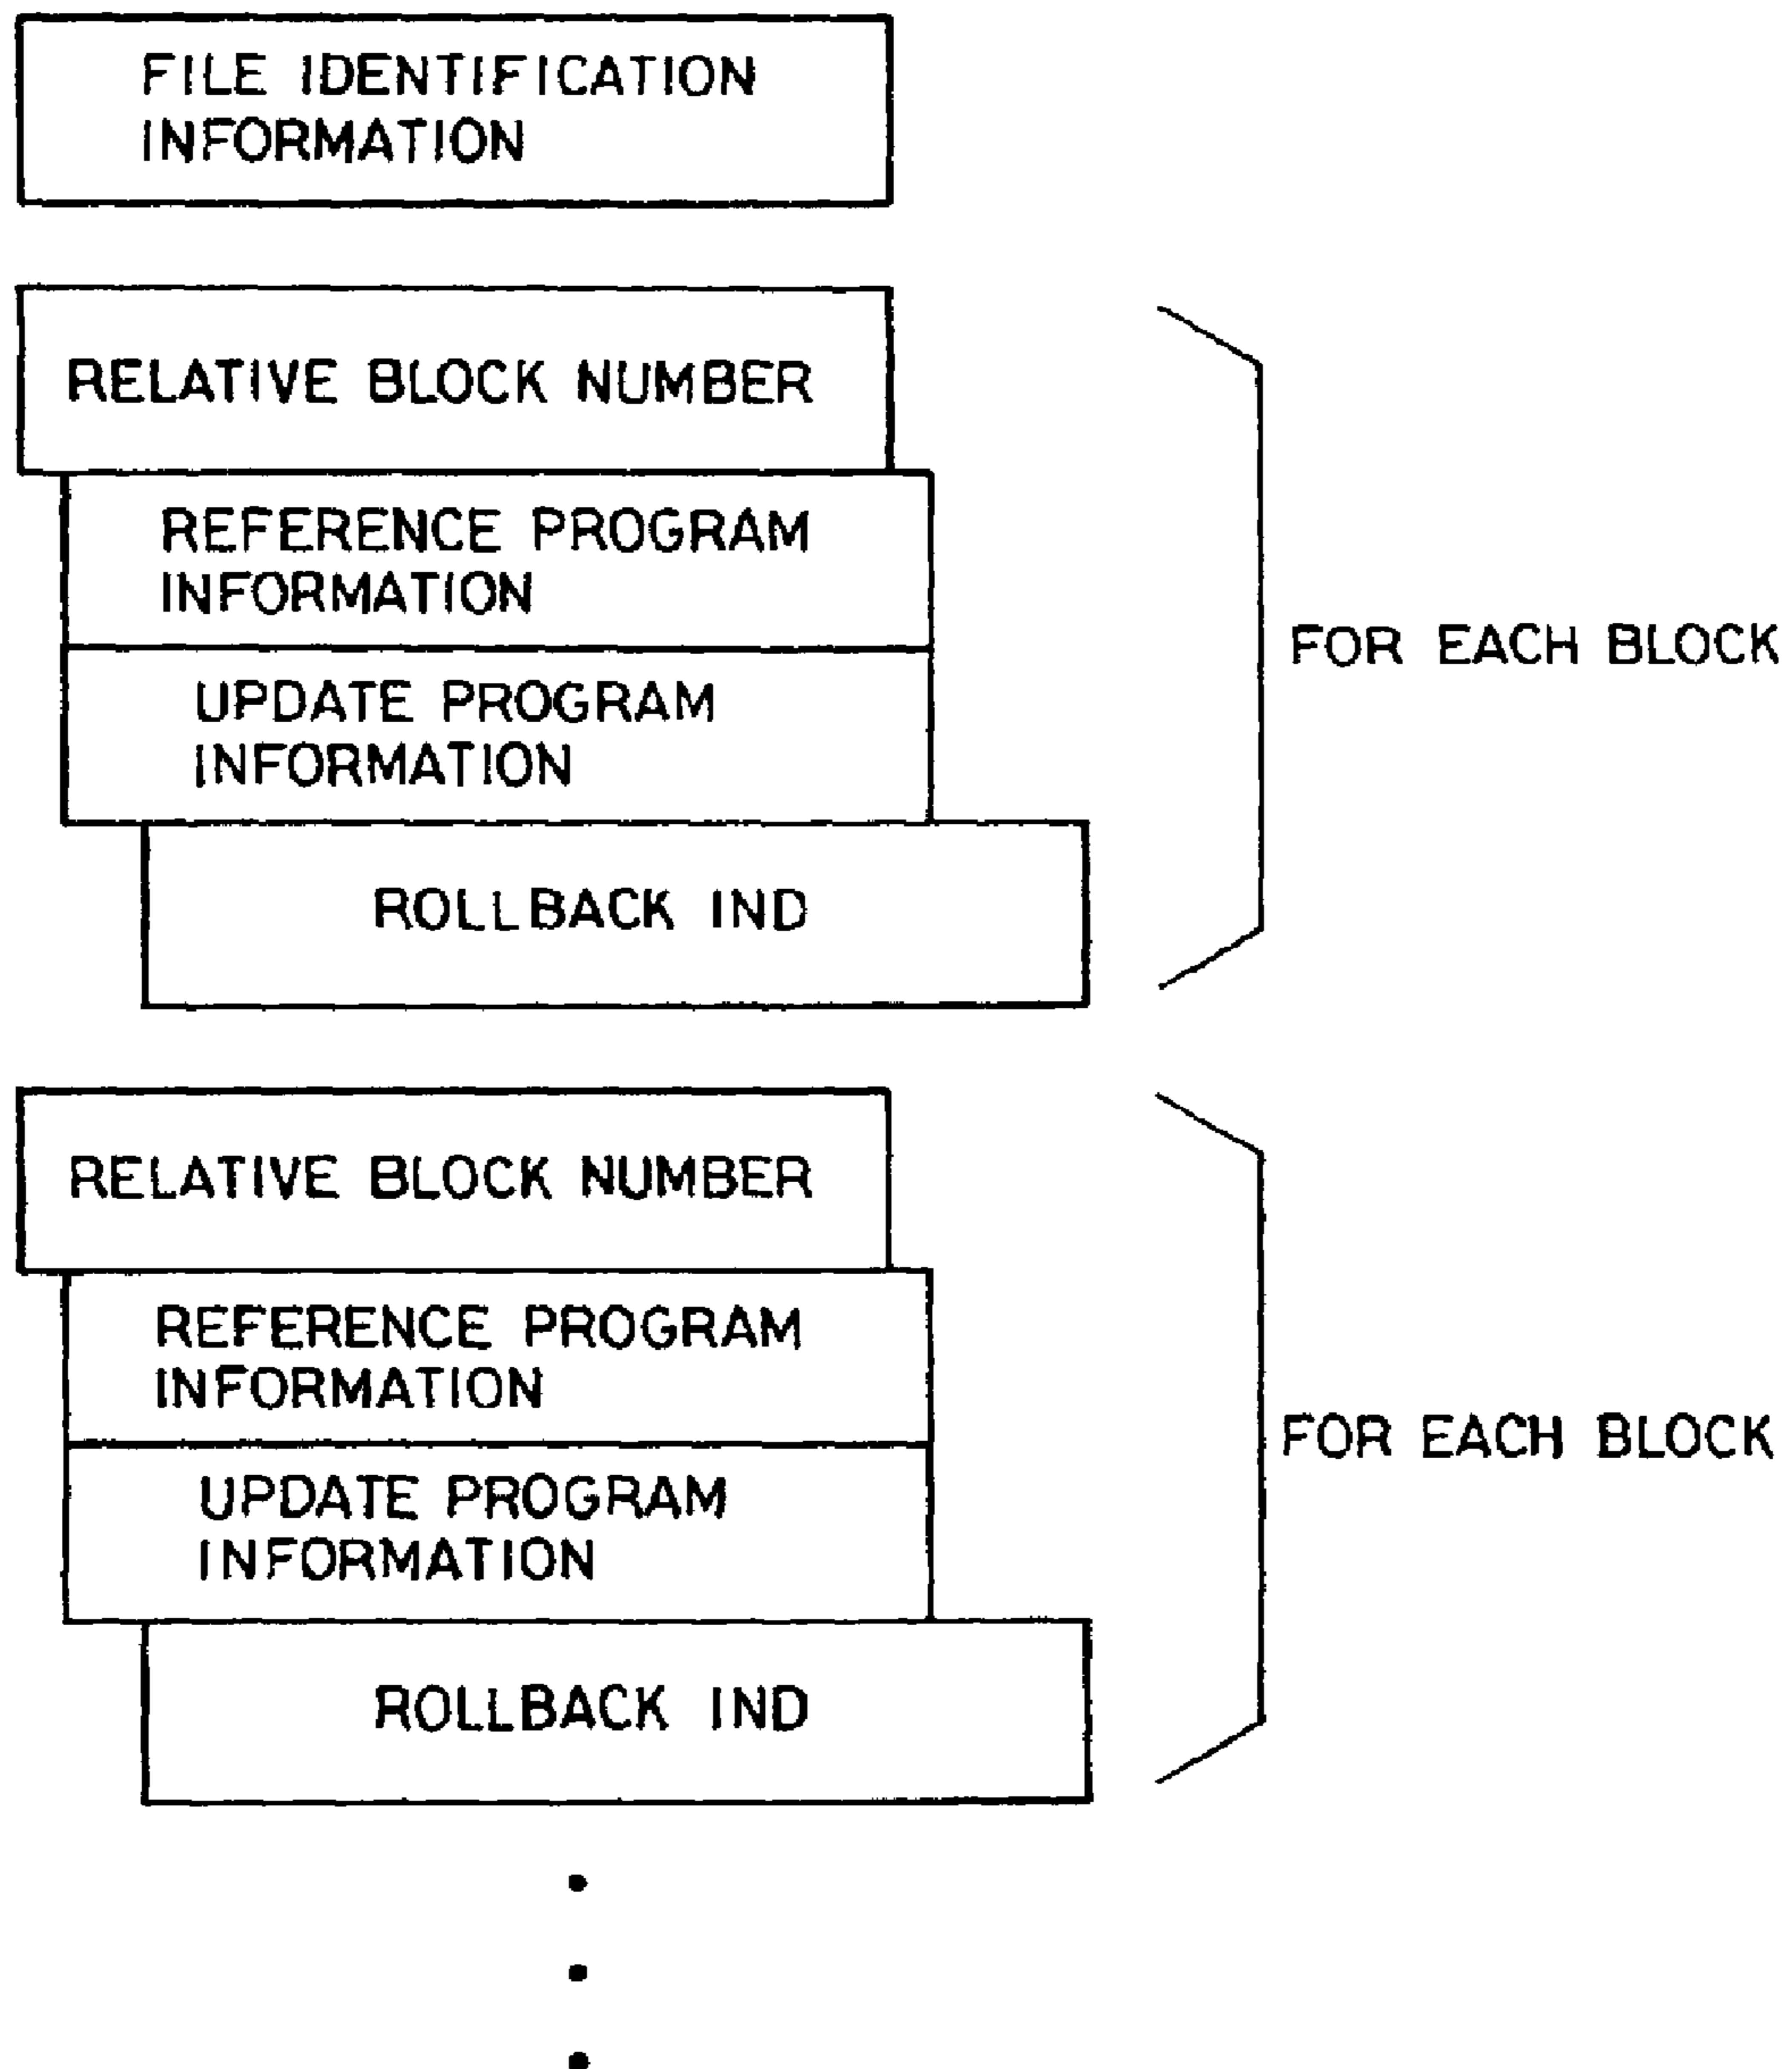 FILE IDENTIFICATION
INFORMATION
RELATIVE BLOCK NUMBER
REFERENCE PROGRAM
INFORMATION
UPDATE PROGRAM
INFORMATION
ROLLBACK IND
FOR EACH BLOCK
RELATIVE BLOCK NUMBER
REFERENCE PROGRAM
INFORMATION
UPDATE PROGRAM
INFORMATION
ROLLBACK IND
FOR EACH BLOCK